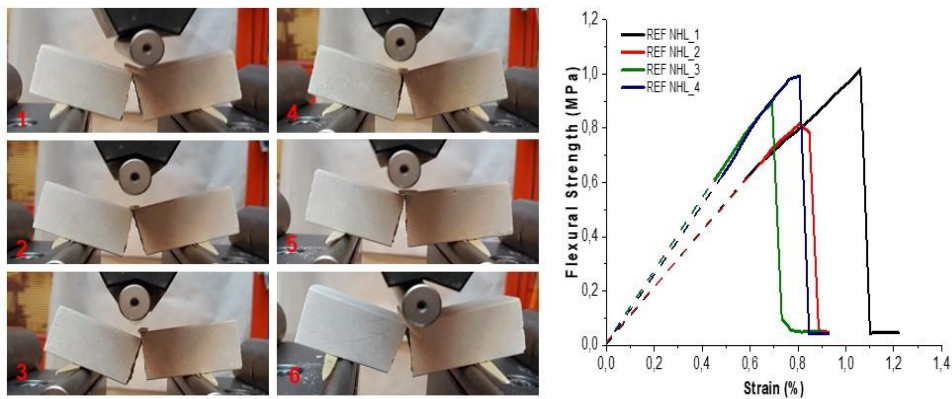 1
4
2
5
3
6
Flexural Strength (MPa)
1,2
1,0
0,8
0,6
0,4
0,2
0,0
REF NHL_1
REF NHL_2
REF NHL_3
REF NHL_4
0,0 0,2 0,4 0,6 0,8 1,0 1,2 1,4
Strain (%)